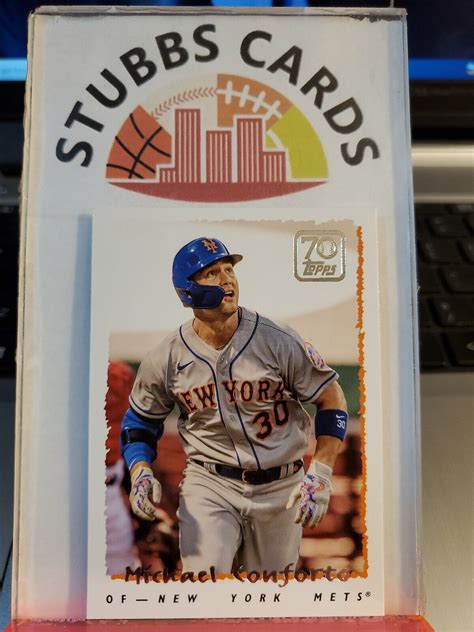 STUBBS CARDS
70
TOPPS
NEW YORK
30
30
Michael Conforto
OF — NEW YORK METS®